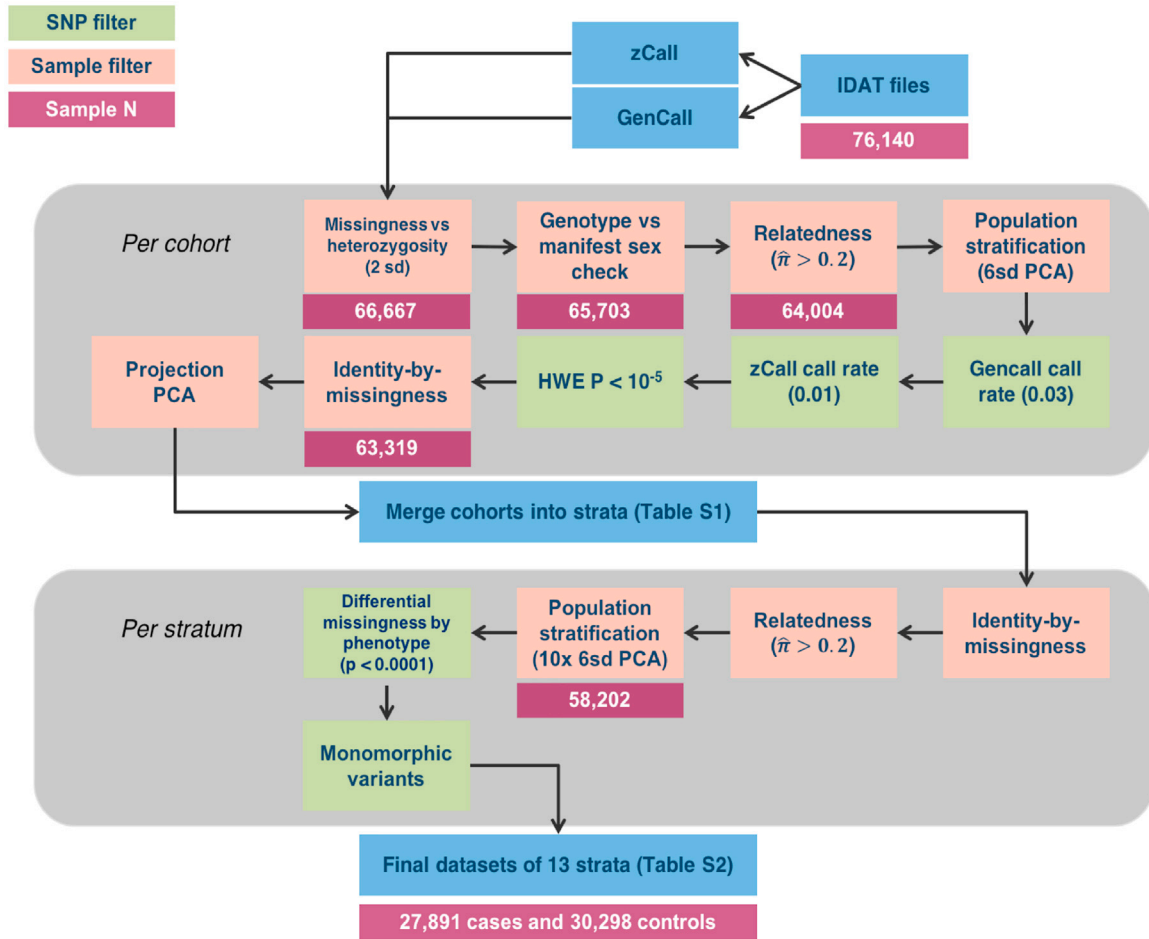 SNP filter
Sample filter
Sample N
zCall
GenCall
IDAT files
76,140
Per cohort
Missingness vs
heterozygosity
(2 sd)
66,667
Genotype vs
manifest sex
check
65,703
Relatedness
(π̂ > 0.2)
64,004
Population
stratification
(6sd PCA)
Gencall call
rate (0.03)
zCall call rate
(0.01)
HWE P < 10⁻⁵
Identity-by-
missingness
63,319
Projection
PCA
Merge cohorts into strata (Table S1)
Per stratum
Identity-by-
missingness
Relatedness
(π̂ > 0.2)
Population
stratification
(10x 6sd PCA)
58,202
Differential
missingness by
phenotype
(p < 0.0001)
Monomorphic
variants
Final datasets of 13 strata (Table S2)
27,891 cases and 30,298 controls